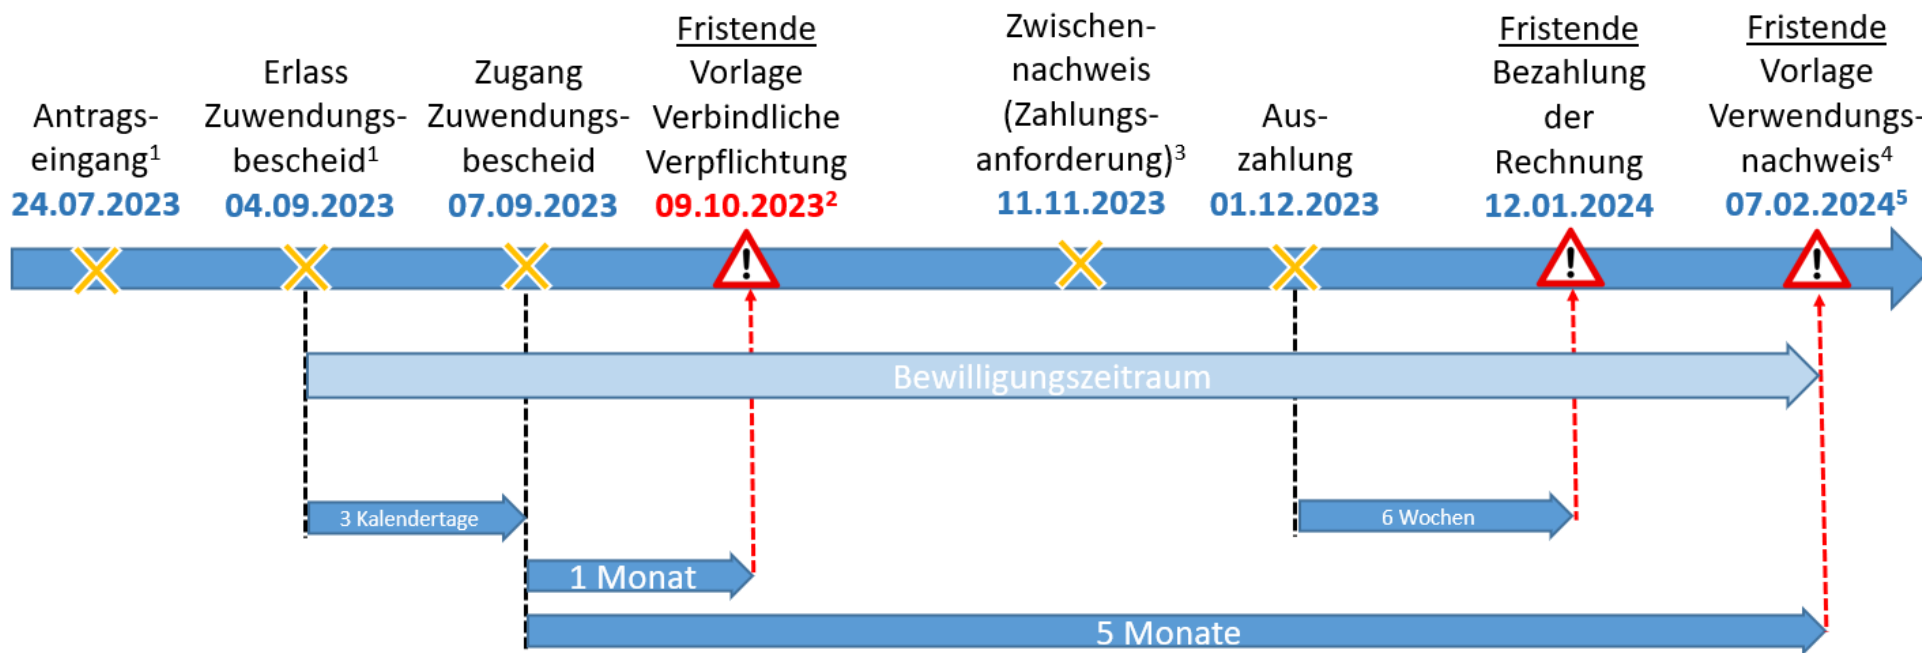 Antrags-
eingang¹
24.07.2023
Erlass
Zuwendungs-
bescheid¹
04.09.2023
Zugang
Zuwendungs-
bescheid
07.09.2023
Fristende
Vorlage
Verbindliche
Verpflichtung
09.10.2023²
Zwischen-
nachweis
(Zahlungs-
anforderung)³
11.11.2023
Aus-
zahlung
01.12.2023
Fristende
Bezahlung
der
Rechnung
12.01.2024
Fristende
Vorlage
Verwendungs-
nachweis⁴
07.02.2024⁵
Bewilligungszeitraum
3 Kalendertage
6 Wochen
1 Monat
5 Monate